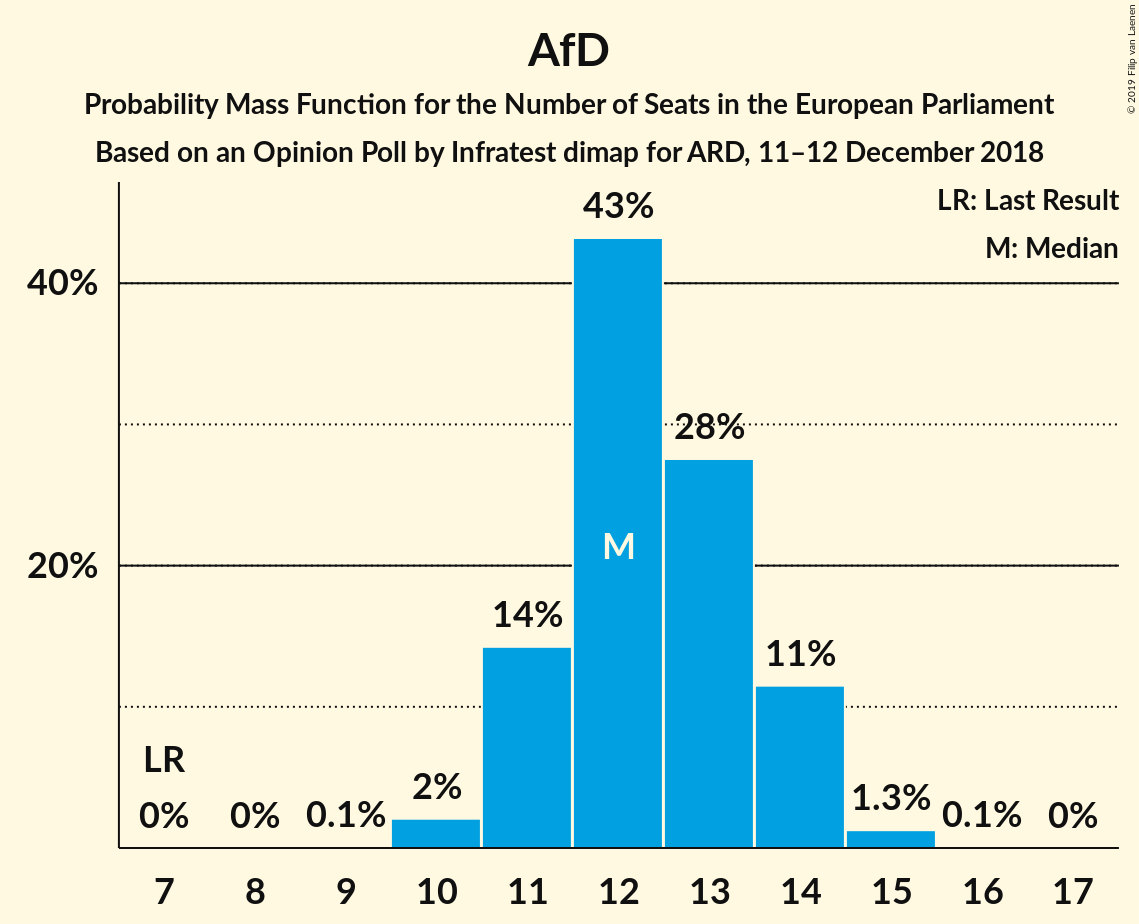 AfD
Probability Mass Function for the Number of Seats in the European Parliament
Based on an Opinion Poll by Infratest dimap for ARD, 11–12 December 2018
© 2019 Filip van Laenen
LR: Last Result
M: Median
43%
40%
28%
M
20%
14%
11%
LR
2%
1.3%
0%
0%
0.1%
0.1%
0%
7 8 9 10 11 12 13 14 15 16 17